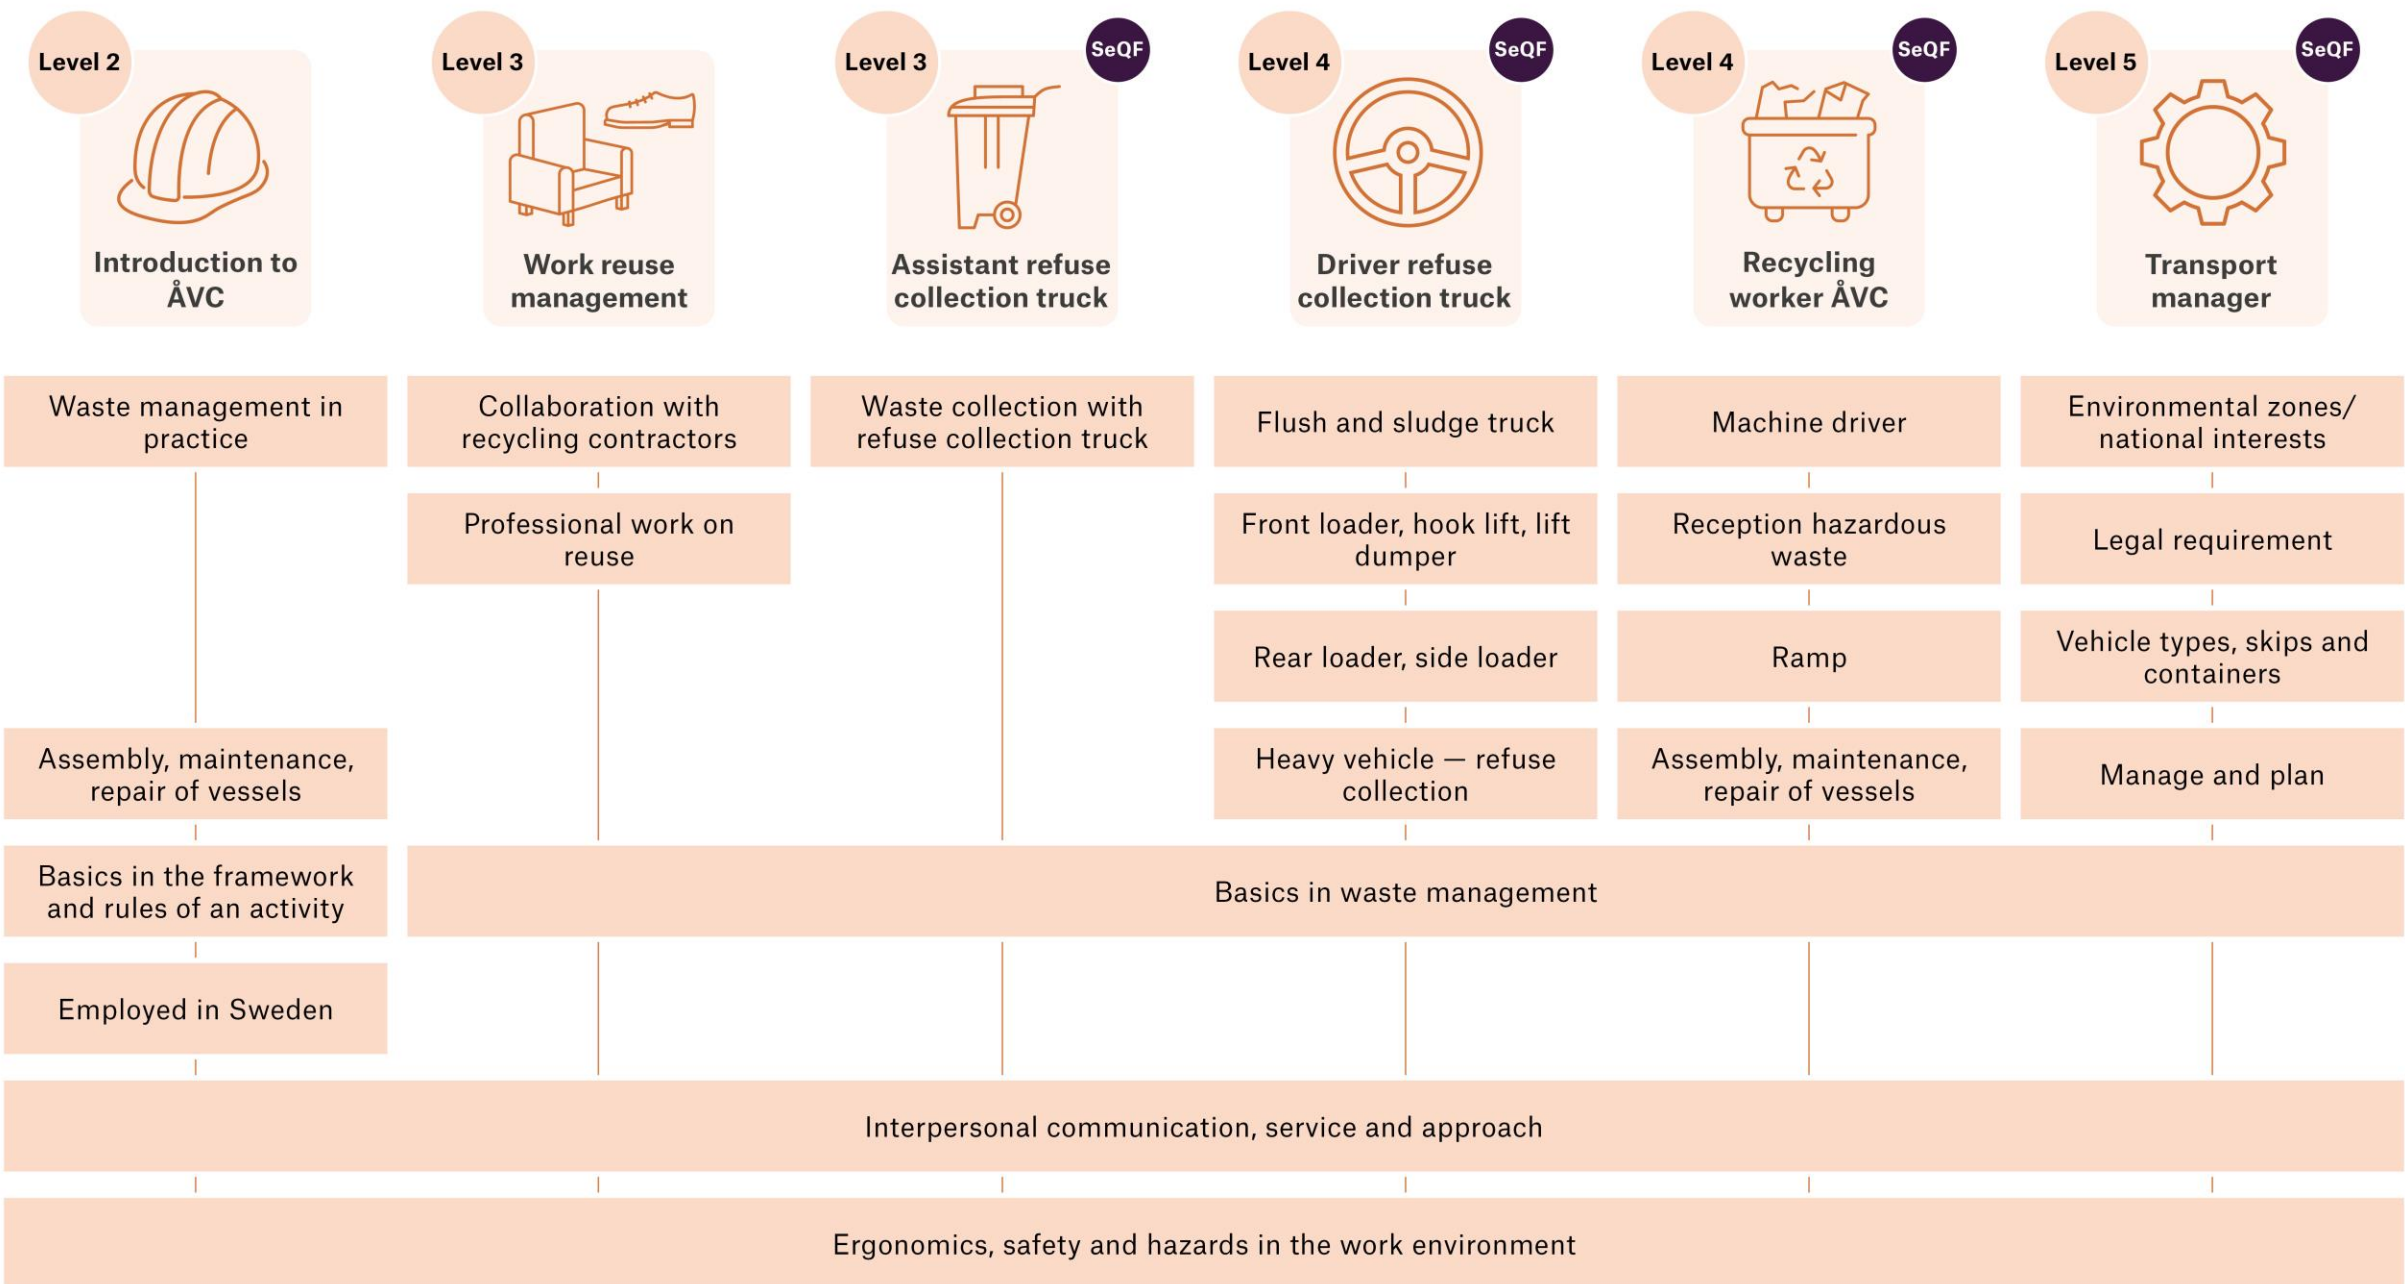 Level 2
Introduction to
ÅVC
Level 3
Work reuse
management
Level 3
SeQF
Assistant refuse
collection truck
Level 4
SeQF
Driver refuse
collection truck
Level 4
SeQF
Recycling
worker ÅVC
Level 5
SeQF
Transport
manager
Waste management in
practice
Collaboration with
recycling contractors
Waste collection with
refuse collection truck
Flush and sludge truck
Machine driver
Environmental zones/
national interests
Professional work on
reuse
Front loader, hook lift, lift
dumper
Reception hazardous
waste
Legal requirement
Rear loader, side loader
Ramp
Vehicle types, skips and
containers
Assembly, maintenance,
repair of vessels
Heavy vehicle — refuse
collection
Assembly, maintenance,
repair of vessels
Manage and plan
Basics in the framework
and rules of an activity
Basics in waste management
Employed in Sweden
Interpersonal communication, service and approach
Ergonomics, safety and hazards in the work environment